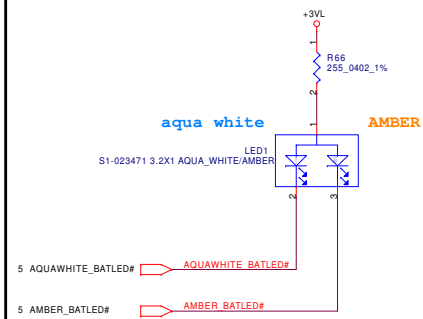 +3VL
1
R66
255_0402_1%
2
aqua white
AMBER
1
LED1
S1-023471 3.2X1 AQUA_WHITE/AMBER
2
3
5 AQUAWHITE_BATLED#
AQUAWHITE_BATLED#
5 AMBER_BATLED#
AMBER_BATLED#